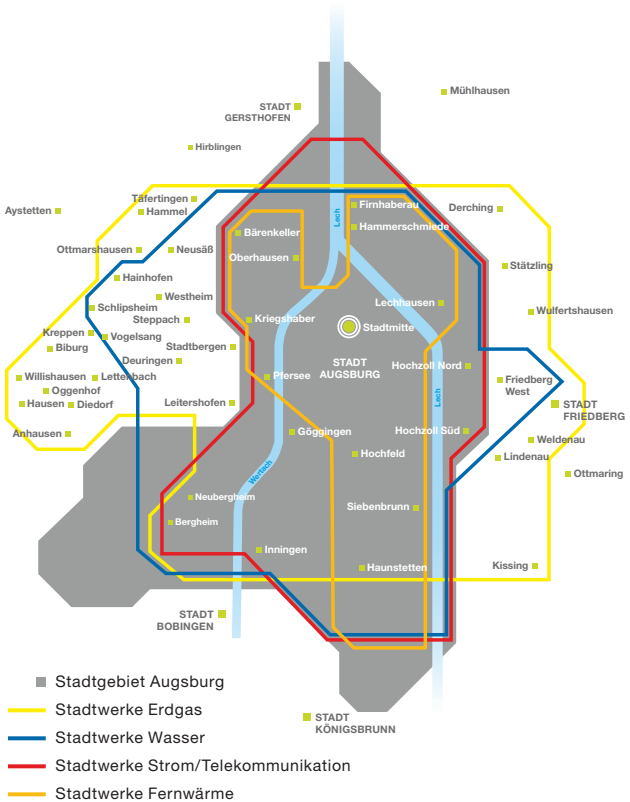 Mühlhausen
STADT
GERSTHOFEN
Hirblingen
Täfertingen
Hammel
Aystetten
Firnhaberau
Derching
Lech
Bärenkeller
Hammerschmiede
Ottmarshausen
Neusäß
Oberhausen
Stätzling
Hainhofen
Westheim
Lechhausen
Schlipsheim
Wulfertshausen
Steppach
Kriegshaber
Stadtmitte
Kreppen
Vogelsang
Biburg
Stadtbergen
Deuringen
STADT
AUGSBURG
Hochzoll Nord
Willishausen
Lettenbach
Pfersee
Friedberg
West
Oggenhof
Lech
Hausen
Diedorf
Leitershofen
STADT
FRIEDBERG
Anhausen
Göggingen
Hochzoll Süd
Weldenau
Hochfeld
Lindenau
Wertach
Ottmaring
Neubergheim
Siebenbrunn
Bergheim
Inningen
Haunstetten
Kissing
STADT
BOBINGEN
Stadtgebiet Augsburg
Stadtwerke Erdgas
STADT
KÖNIGSBRUNN
Stadtwerke Wasser
Stadtwerke Strom/Telekommunikation
Stadtwerke Fernwärme